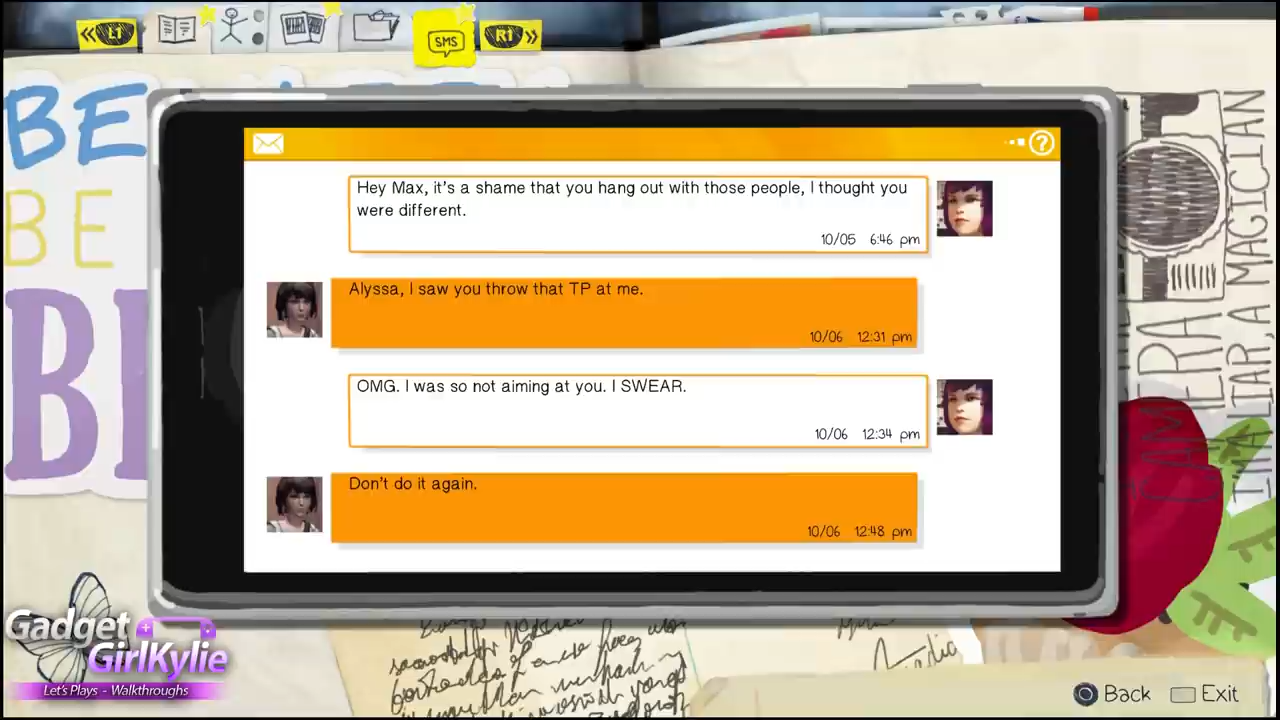 L1
SMS
R1
BE
BE
Hey Max, it's a shame that you hang out with those people, I thought you
were different.
10/05 6:46 pm
Alyssa, I saw you throw that TP at me.
10/06 12:31 pm
OMG. I was so not aiming at you. I SWEAR.
10/06 12:34 pm
Don't do it again.
10/06 12:48 pm
CAMERA
LIAR, A MAGICIAN
Gadget
GirlKylie
Let's Plays - Walkthroughs
Back
Exit